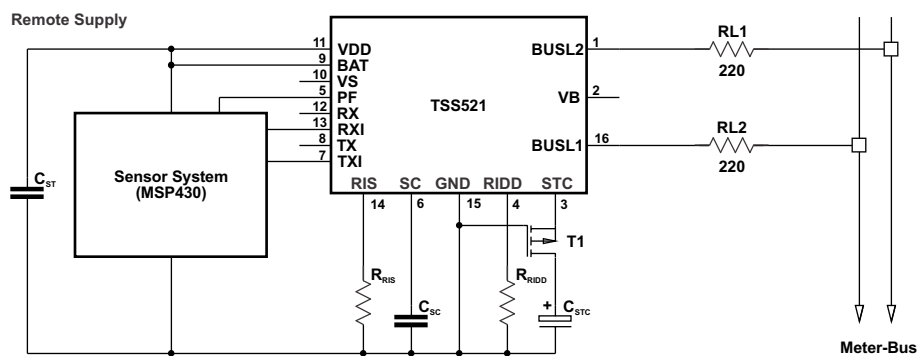 Remote Supply
11 VDD
9 BAT
10 VS
5 PF
12 RX
13 RXI
8 TX
7 TXI
TSS521
BUSL2 1
VB 2
BUSL1 16
RL1
220
RL2
220
RIS SC GND RIDD STC
14 6 15 4 3
Sensor System
(MSP430)
CST
T1
RRIS
CSC
RRIDD
+
CSTC
Meter-Bus